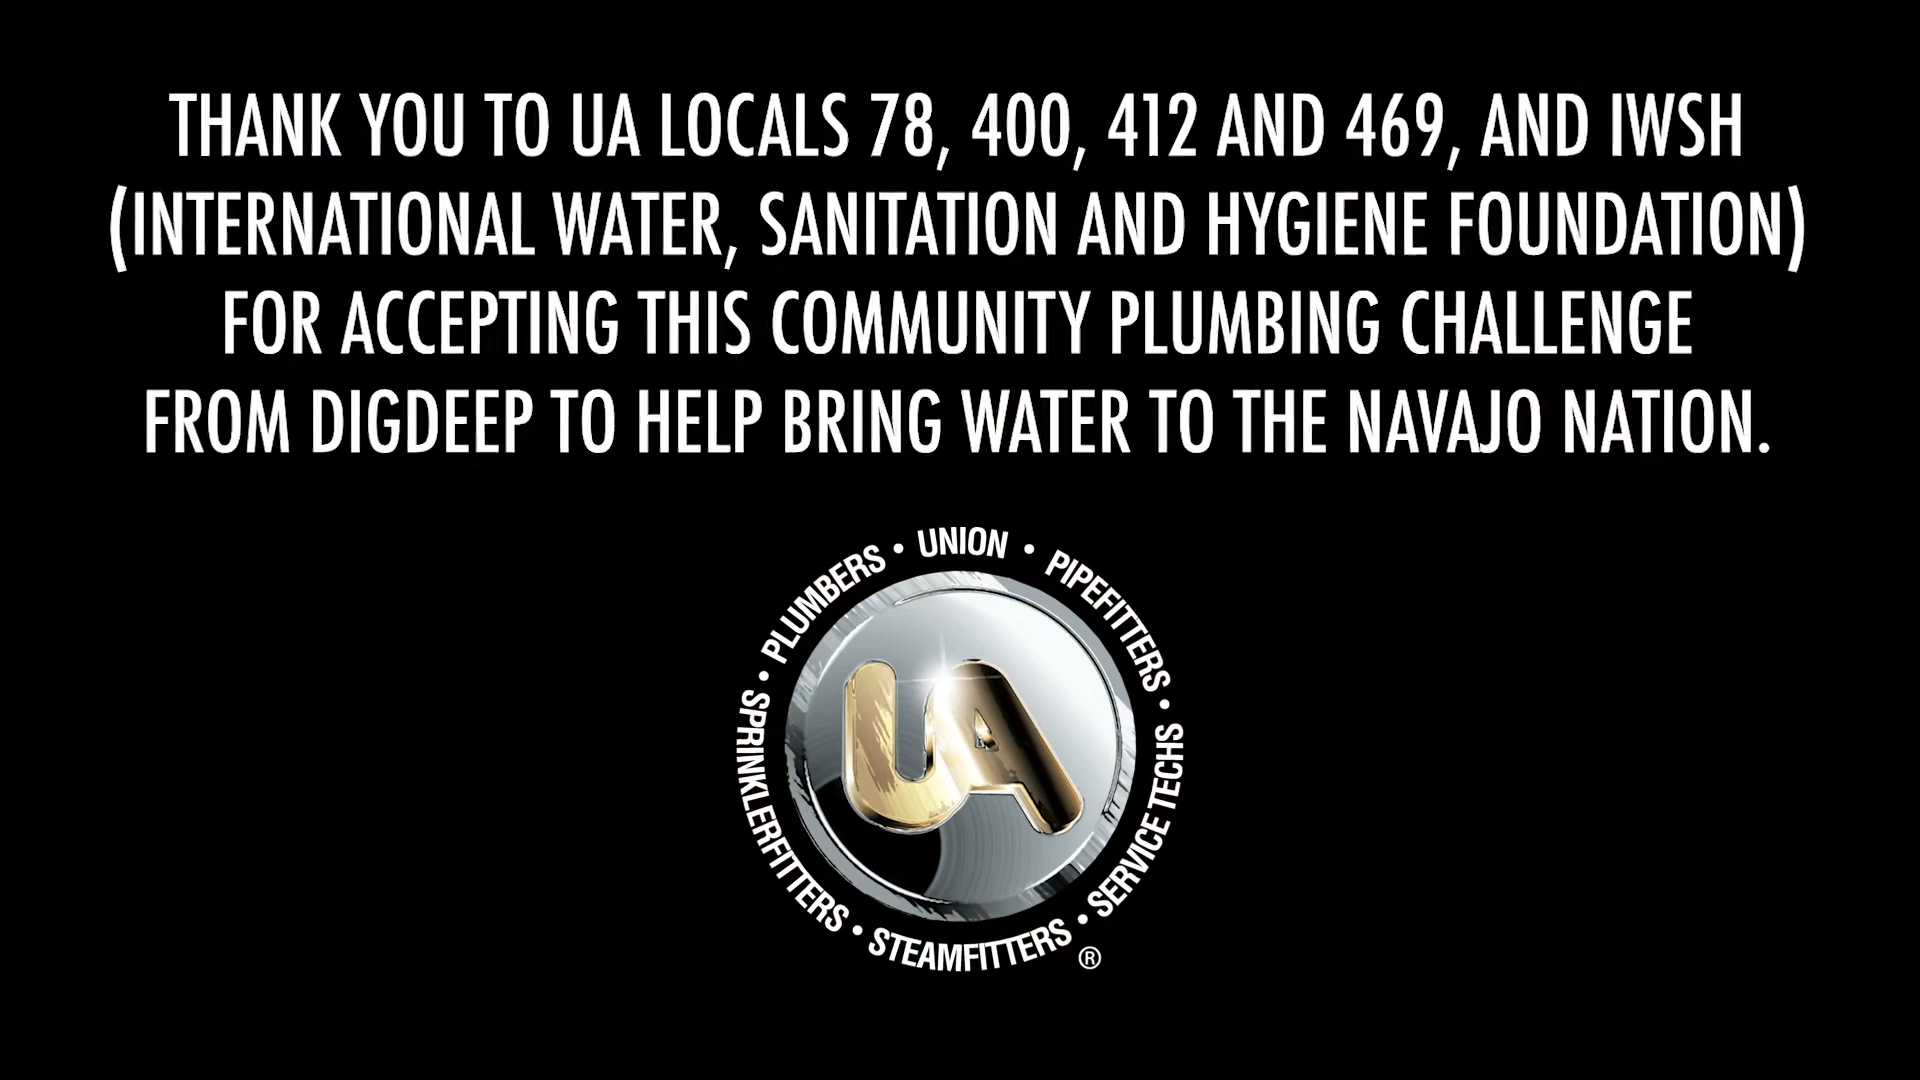 THANK YOU TO UA LOCALS 78, 400, 412 AND 469, AND IWSH
(INTERNATIONAL WATER, SANITATION AND HYGIENE FOUNDATION)
FOR ACCEPTING THIS COMMUNITY PLUMBING CHALLENGE
FROM DIGDEEP TO HELP BRING WATER TO THE NAVAJO NATION.
SPRINKLERFITTERS • PLUMBERS • UNION • PIPEFITTERS • SERVICE TECHS • STEAMFITTERS •
UA
®